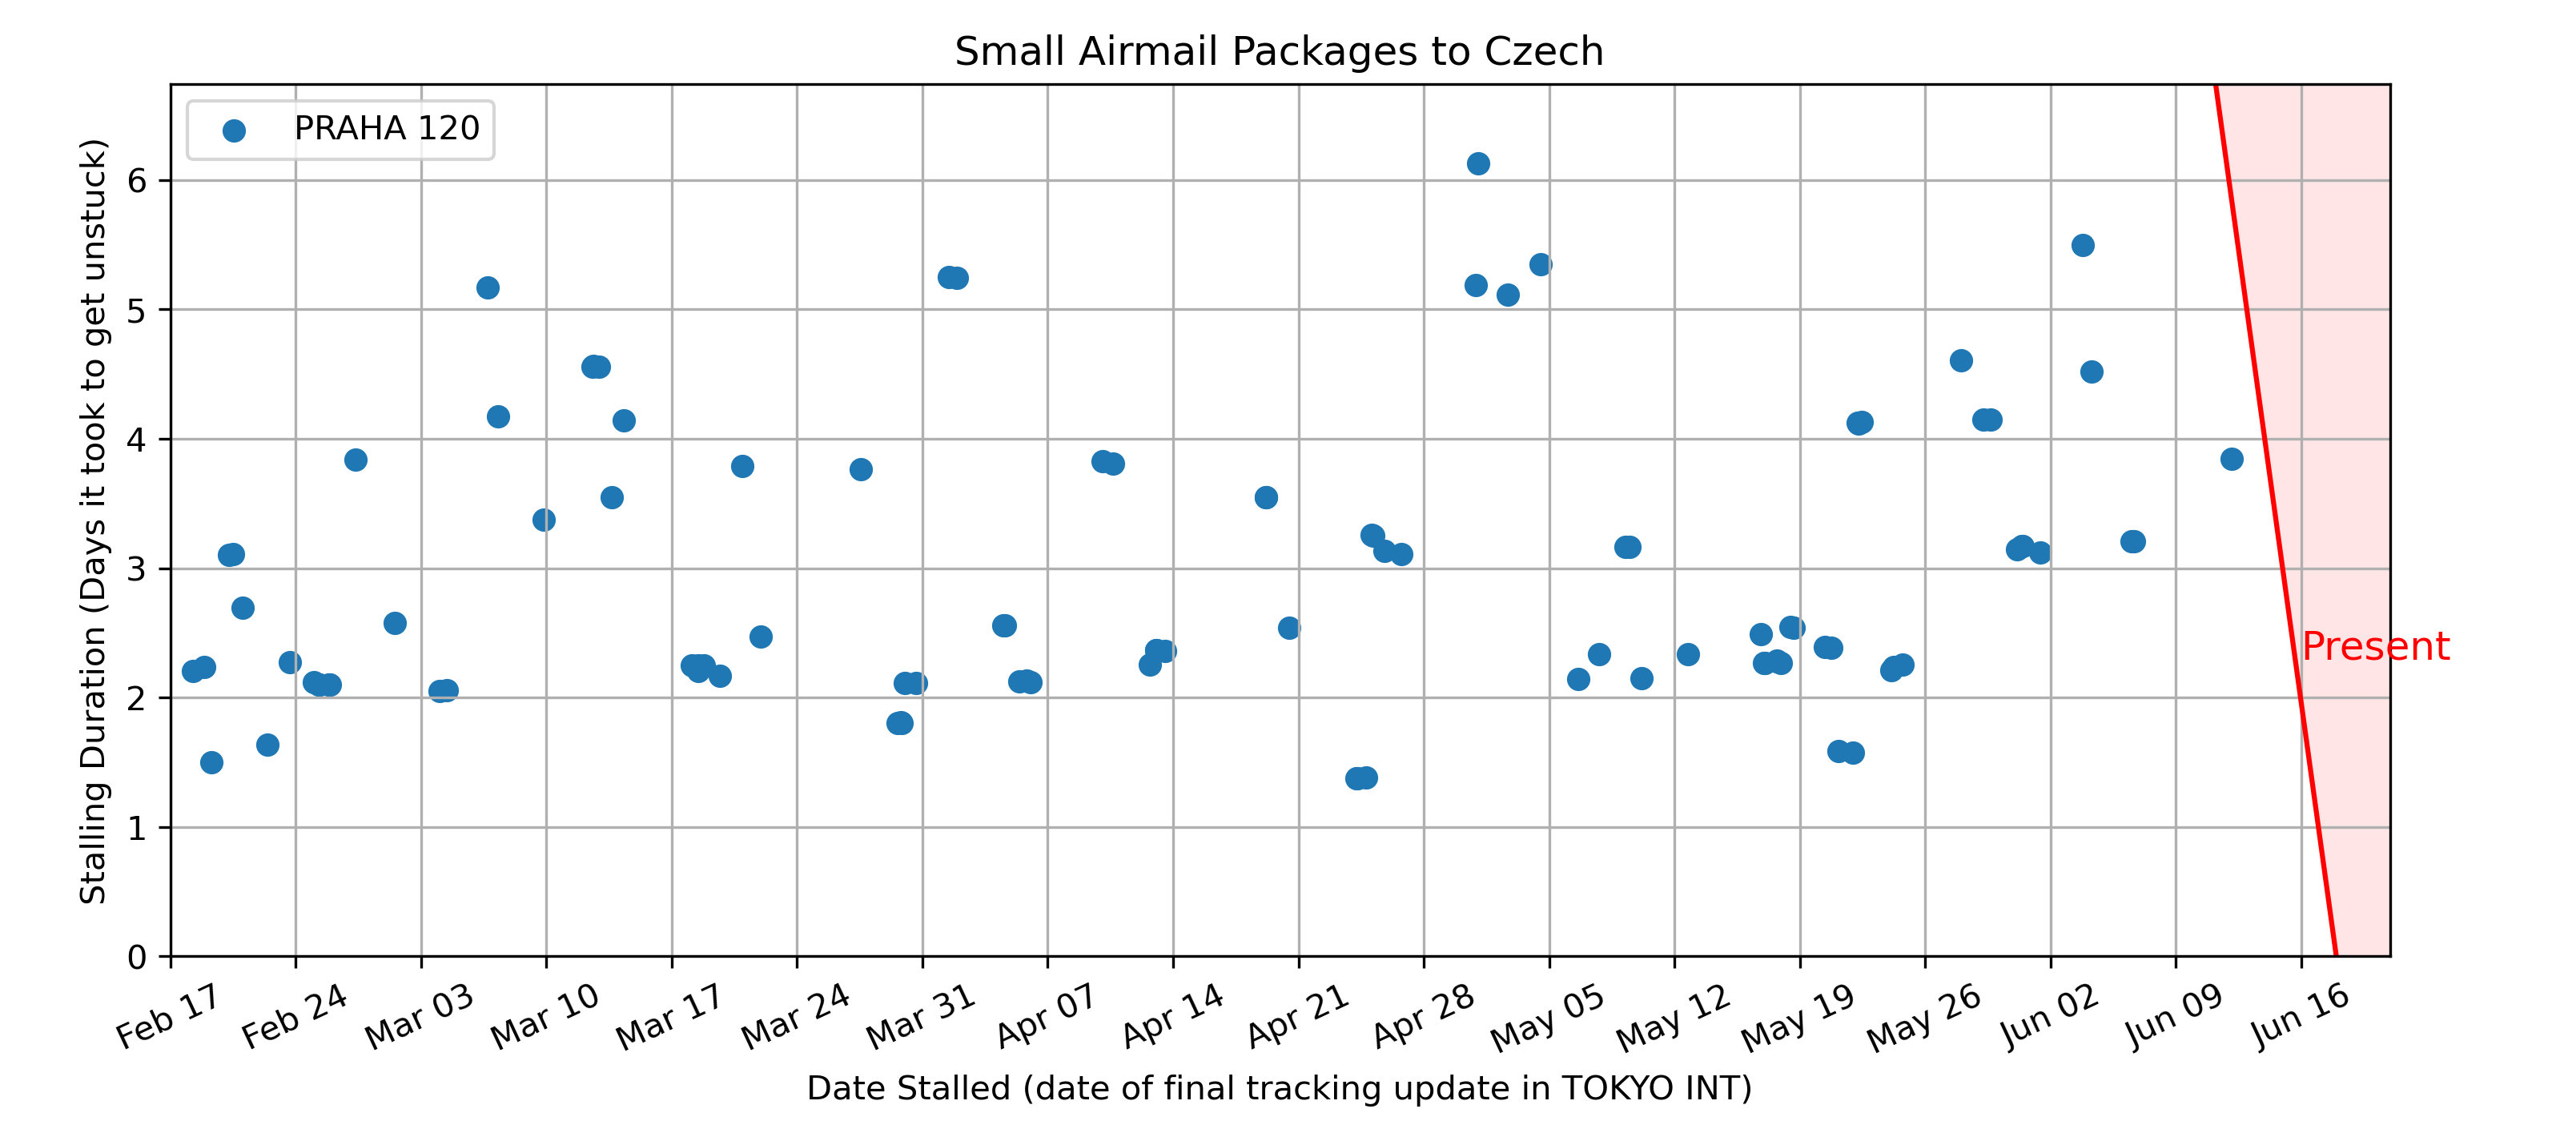 Small Airmail Packages to Czech
PRAHA 120
Stalling Duration (Days it took to get unstuck)
6
5
4
3
2
1
0
Present
Feb 17
Feb 24
Mar 03
Mar 10
Mar 17
Mar 24
Mar 31
Apr 07
Apr 14
Apr 21
Apr 28
May 05
May 12
May 19
May 26
Jun 02
Jun 09
Jun 16
Date Stalled (date of final tracking update in TOKYO INT)